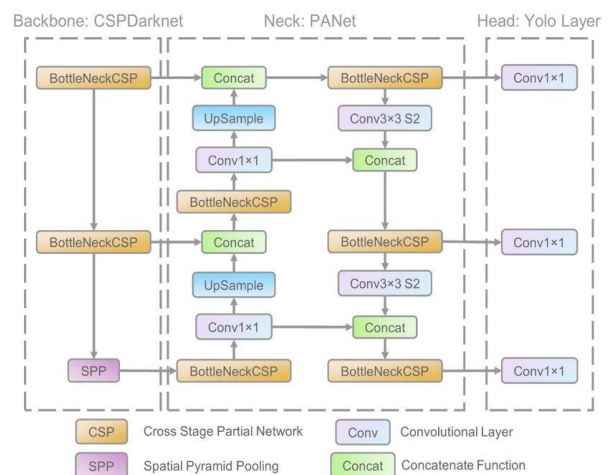 Backbone: CSPDarknet Neck: PANet Head: Yolo Layer
BottleNeckCSP Concat BottleNeckCSP Conv1×1
UpSample Conv3×3 S2
Conv1×1 Concat
BottleNeckCSP
BottleNeckCSP Concat BottleNeckCSP Conv1×1
UpSample Conv3×3 S2
Conv1×1 Concat
SPP BottleNeckCSP BottleNeckCSP Conv1×1
CSP Cross Stage Partial Network Conv Convolutional Layer
SPP Spatial Pyramid Pooling Concat Concatenate Function